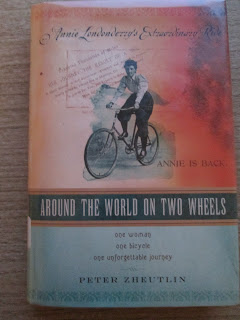 Annie Londonderry's Extraordinary Ride
ANNIE IS BACK
AROUND THE WORLD ON TWO WHEELS
one woman
one bicycle
one unforgettable journey
PETER ZHEUTLIN